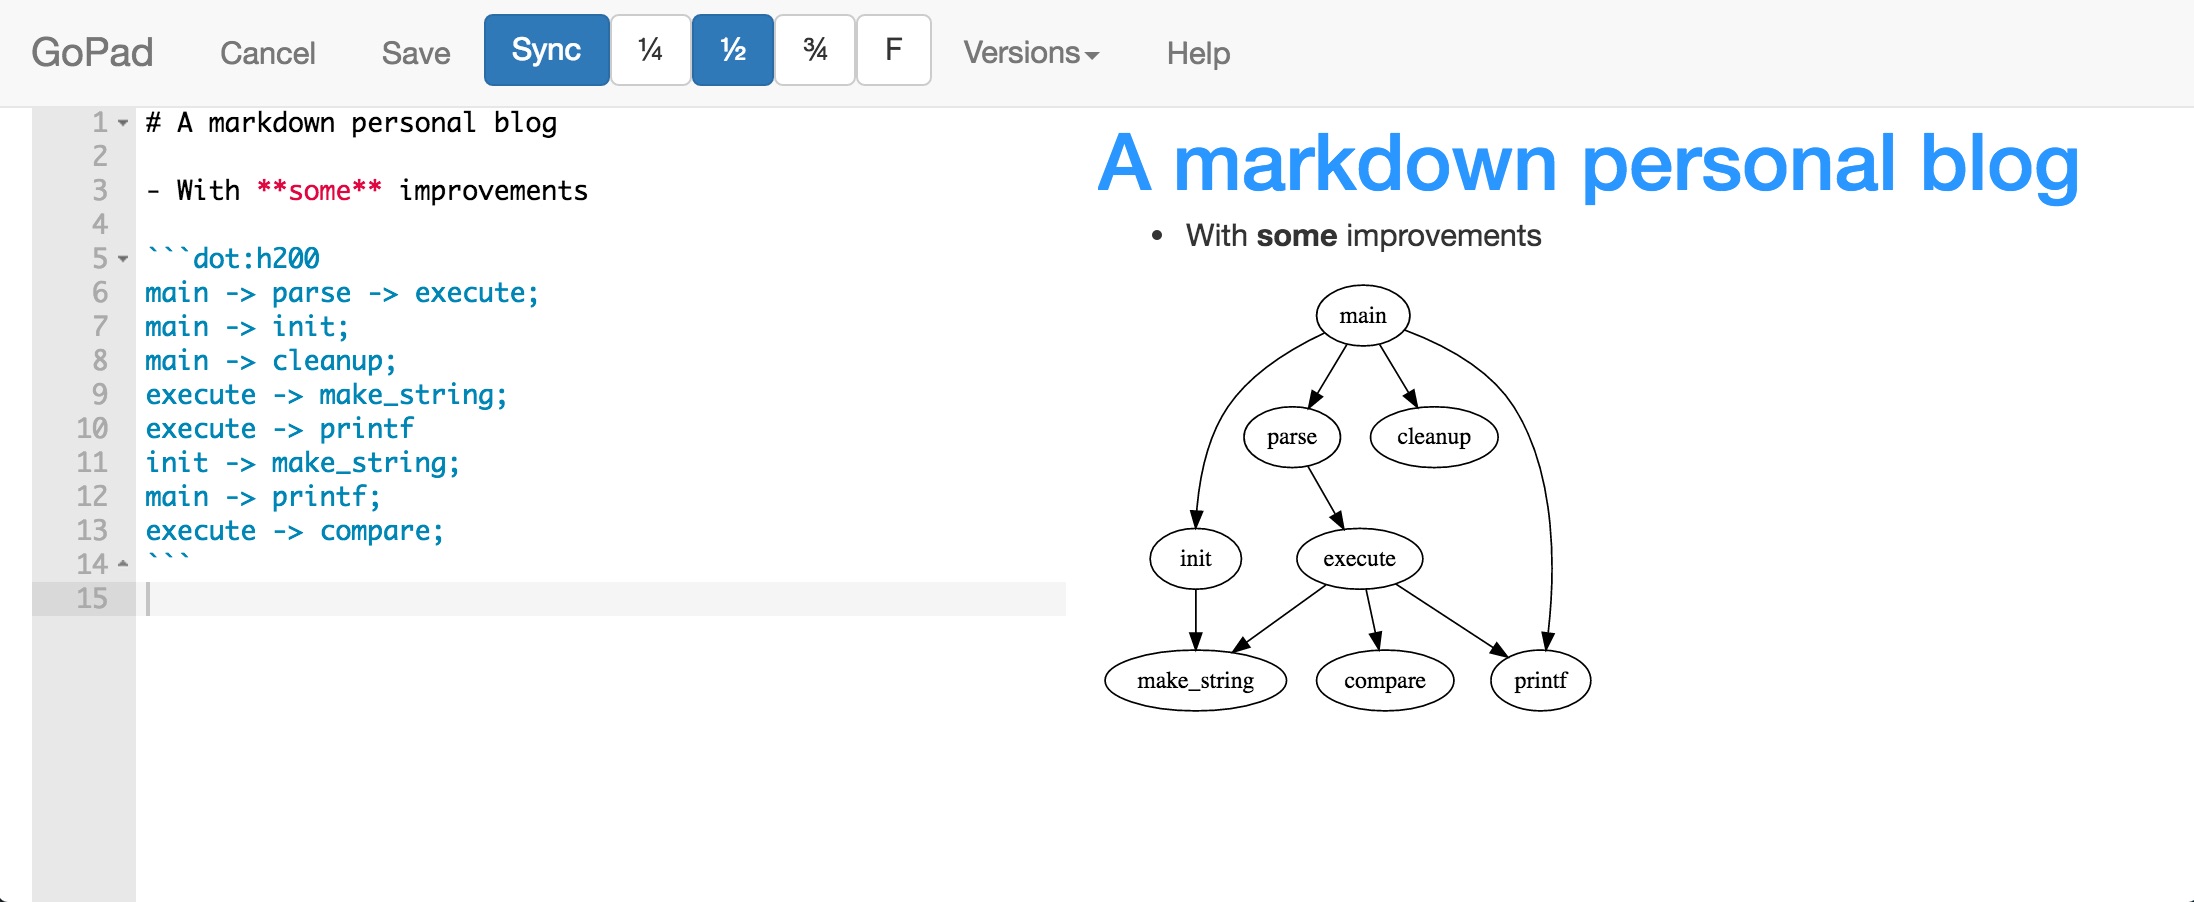 GoPad Cancel Save Sync ¼ ½ ¾ F Versions Help
1 # A markdown personal blog
2
3 - With **some** improvements
4
5 ```dot:h200
6 main -> parse -> execute;
7 main -> init;
8 main -> cleanup;
9 execute -> make_string;
10 execute -> printf
11 init -> make_string;
12 main -> printf;
13 execute -> compare;
14 ```
15
A markdown personal blog
• With some improvements
main
parse cleanup
init execute
make_string compare printf